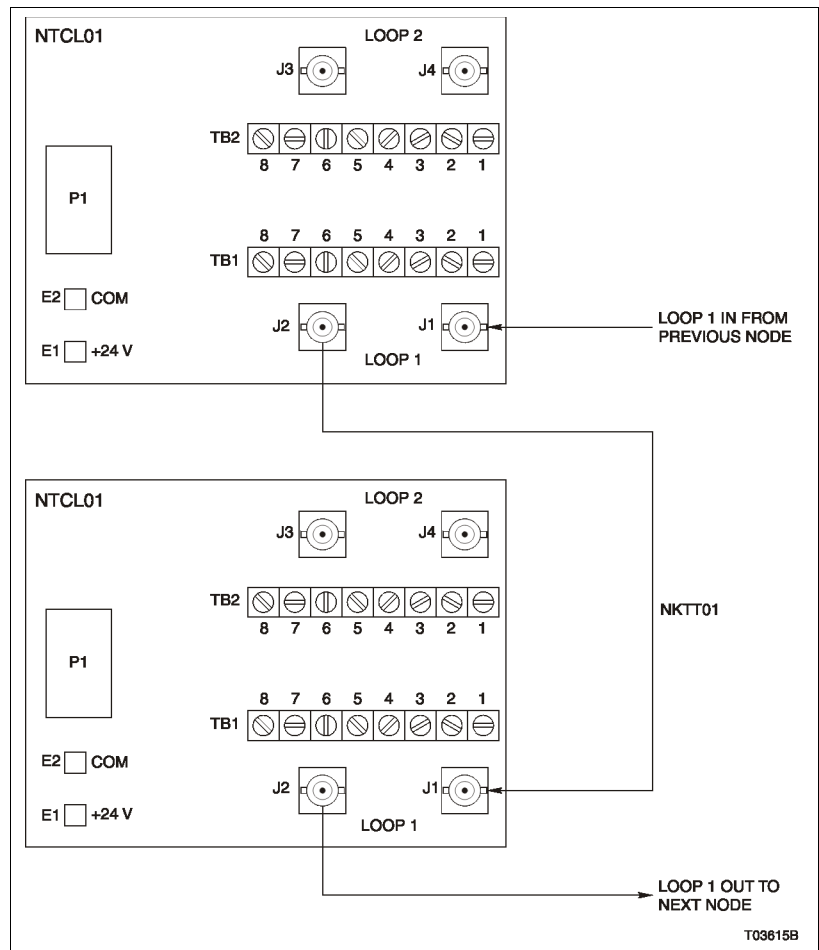 NTCL01
LOOP 2
J3
J4
TB2
8 7 6 5 4 3 2 1
P1
8 7 6 5 4 3 2 1
TB1
E2 COM
J2
J1
LOOP 1 IN FROM
PREVIOUS NODE
E1 +24 V
LOOP 1
NTCL01
LOOP 2
J3
J4
TB2
8 7 6 5 4 3 2 1
NKTT01
P1
8 7 6 5 4 3 2 1
TB1
E2 COM
J2
J1
E1 +24 V
LOOP 1
LOOP 1 OUT TO
NEXT NODE
T03615B